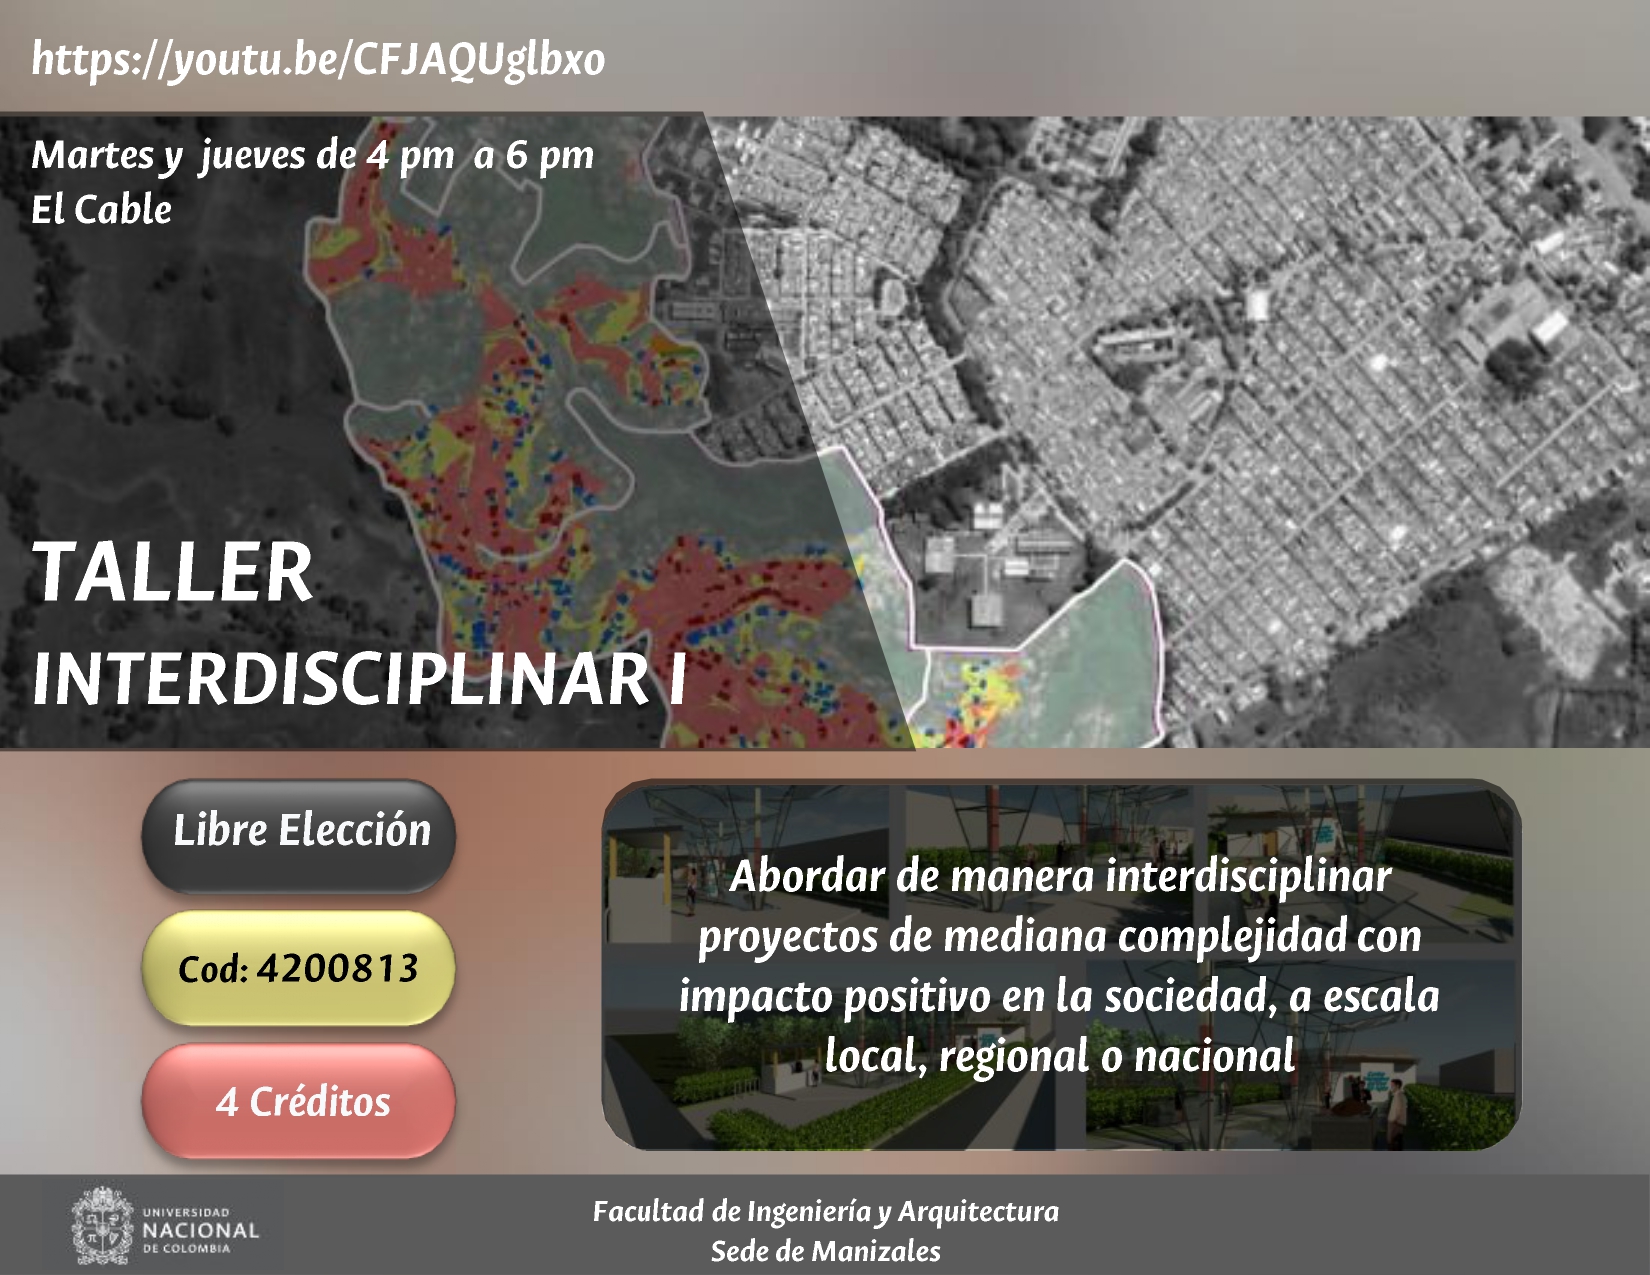 https://youtu.be/CFJAQUglbxo
Martes y jueves de 4 pm a 6 pm
El Cable
TALLER
INTERDISCIPLINAR I
Libre Elección
Cod: 4200813
4 Créditos
Abordar de manera interdisciplinar
proyectos de mediana complejidad con
impacto positivo en la sociedad, a escala
local, regional o nacional
UNIVERSIDAD
NACIONAL
DE COLOMBIA
Facultad de Ingeniería y Arquitectura
Sede de Manizales